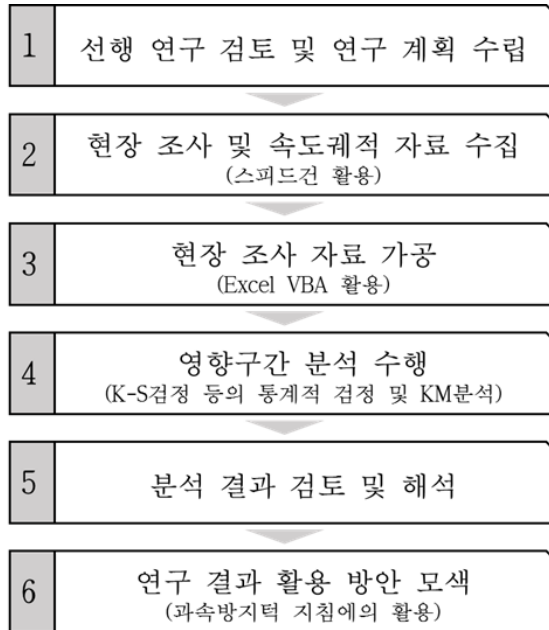 1 선행 연구 검토 및 연구 계획 수립
2 현장 조사 및 속도궤적 자료 수집
(스피드건 활용)
3 현장 조사 자료 가공
(Excel VBA 활용)
4 영향구간 분석 수행
(K-S검정 등의 통계적 검정 및 KM분석)
5 분석 결과 검토 및 해석
6 연구 결과 활용 방안 모색
(과속방지턱 지침에의 활용)